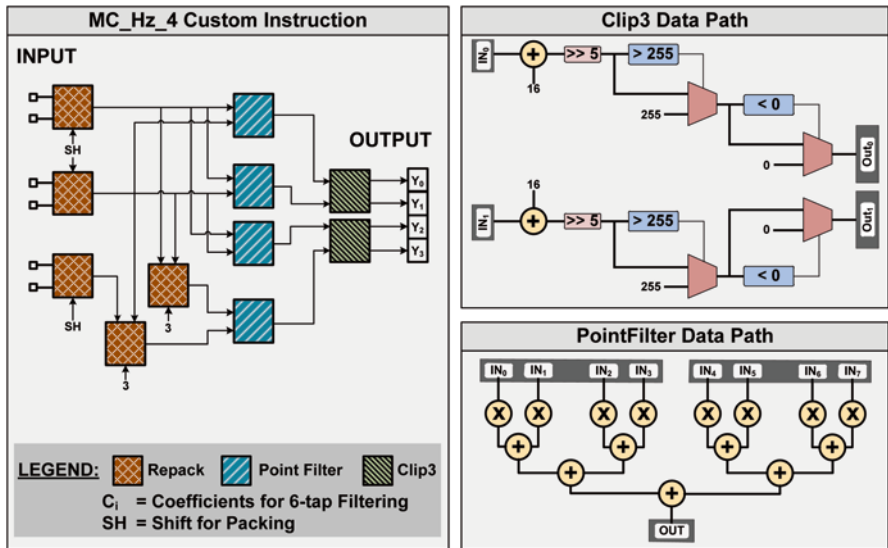 MC_Hz_4 Custom Instruction
INPUT
SH
SH
3
3
OUTPUT
Y0
Y1
Y2
Y3
LEGEND: Repack Point Filter Clip3
Ci = Coefficients for 6-tap Filtering
SH = Shift for Packing
Clip3 Data Path
IN0 + >> 5 > 255
16
255
< 0
0
Out0
16
IN1 + >> 5 > 255
255
< 0
0
Out1
PointFilter Data Path
IN0 IN1 IN2 IN3 IN4 IN5 IN6 IN7
X X X X X X X X
+ + + +
+ +
+
OUT